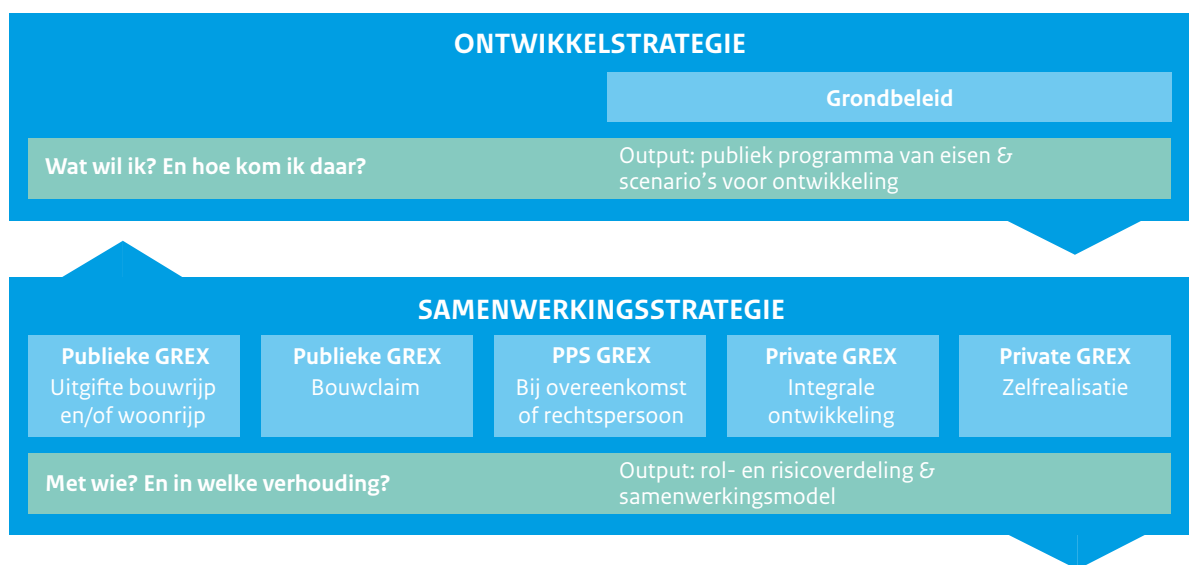 ONTWIKKELSTRATEGIE
Grondbeleid
Wat wil ik? En hoe kom ik daar?
Output: publiek programma van eisen &
scenario's voor ontwikkeling
SAMENWERKINGSSTRATEGIE
Publieke GREX
Uitgifte bouwrijp
en/of woonrijp
Publieke GREX
Bouwclaim
PPS GREX
Bij overeenkomst
of rechtspersoon
Private GREX
Integrale
ontwikkeling
Private GREX
Zelfrealisatie
Met wie? En in welke verhouding?
Output: rol- en risicoverdeling &
samenwerkingsmodel